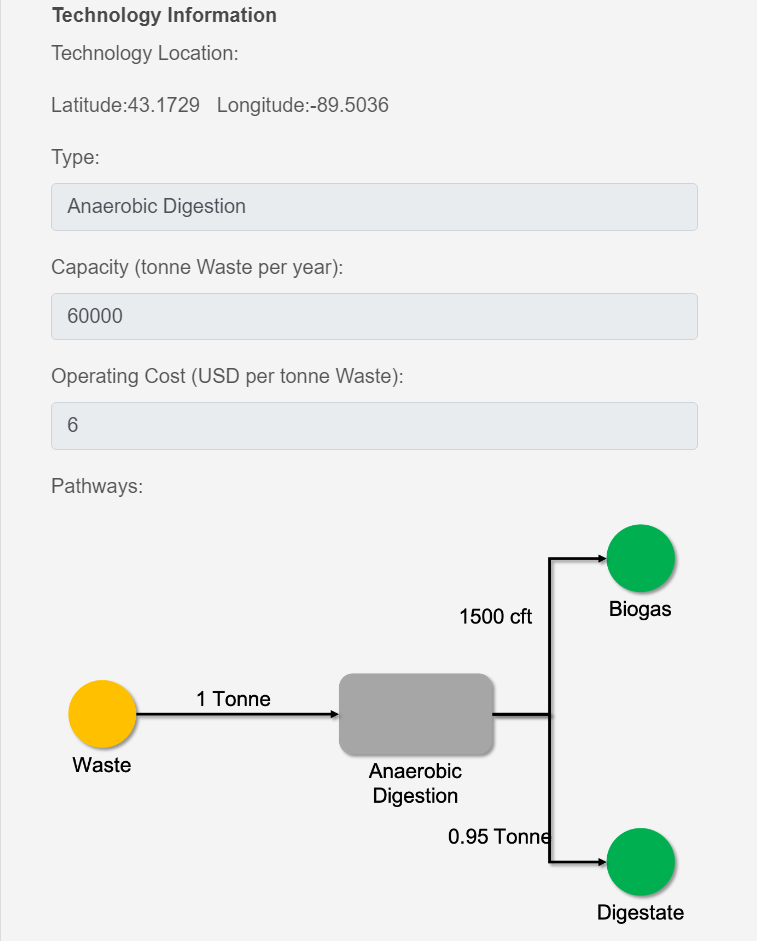 Technology Information
Technology Location:
Latitude:43.1729 Longitude:-89.5036
Type:
Anaerobic Digestion
Capacity (tonne Waste per year):
60000
Operating Cost (USD per tonne Waste):
6
Pathways:
Biogas
1500 cft
1 Tonne
Waste
Anaerobic
Digestion
0.95 Tonne
Digestate